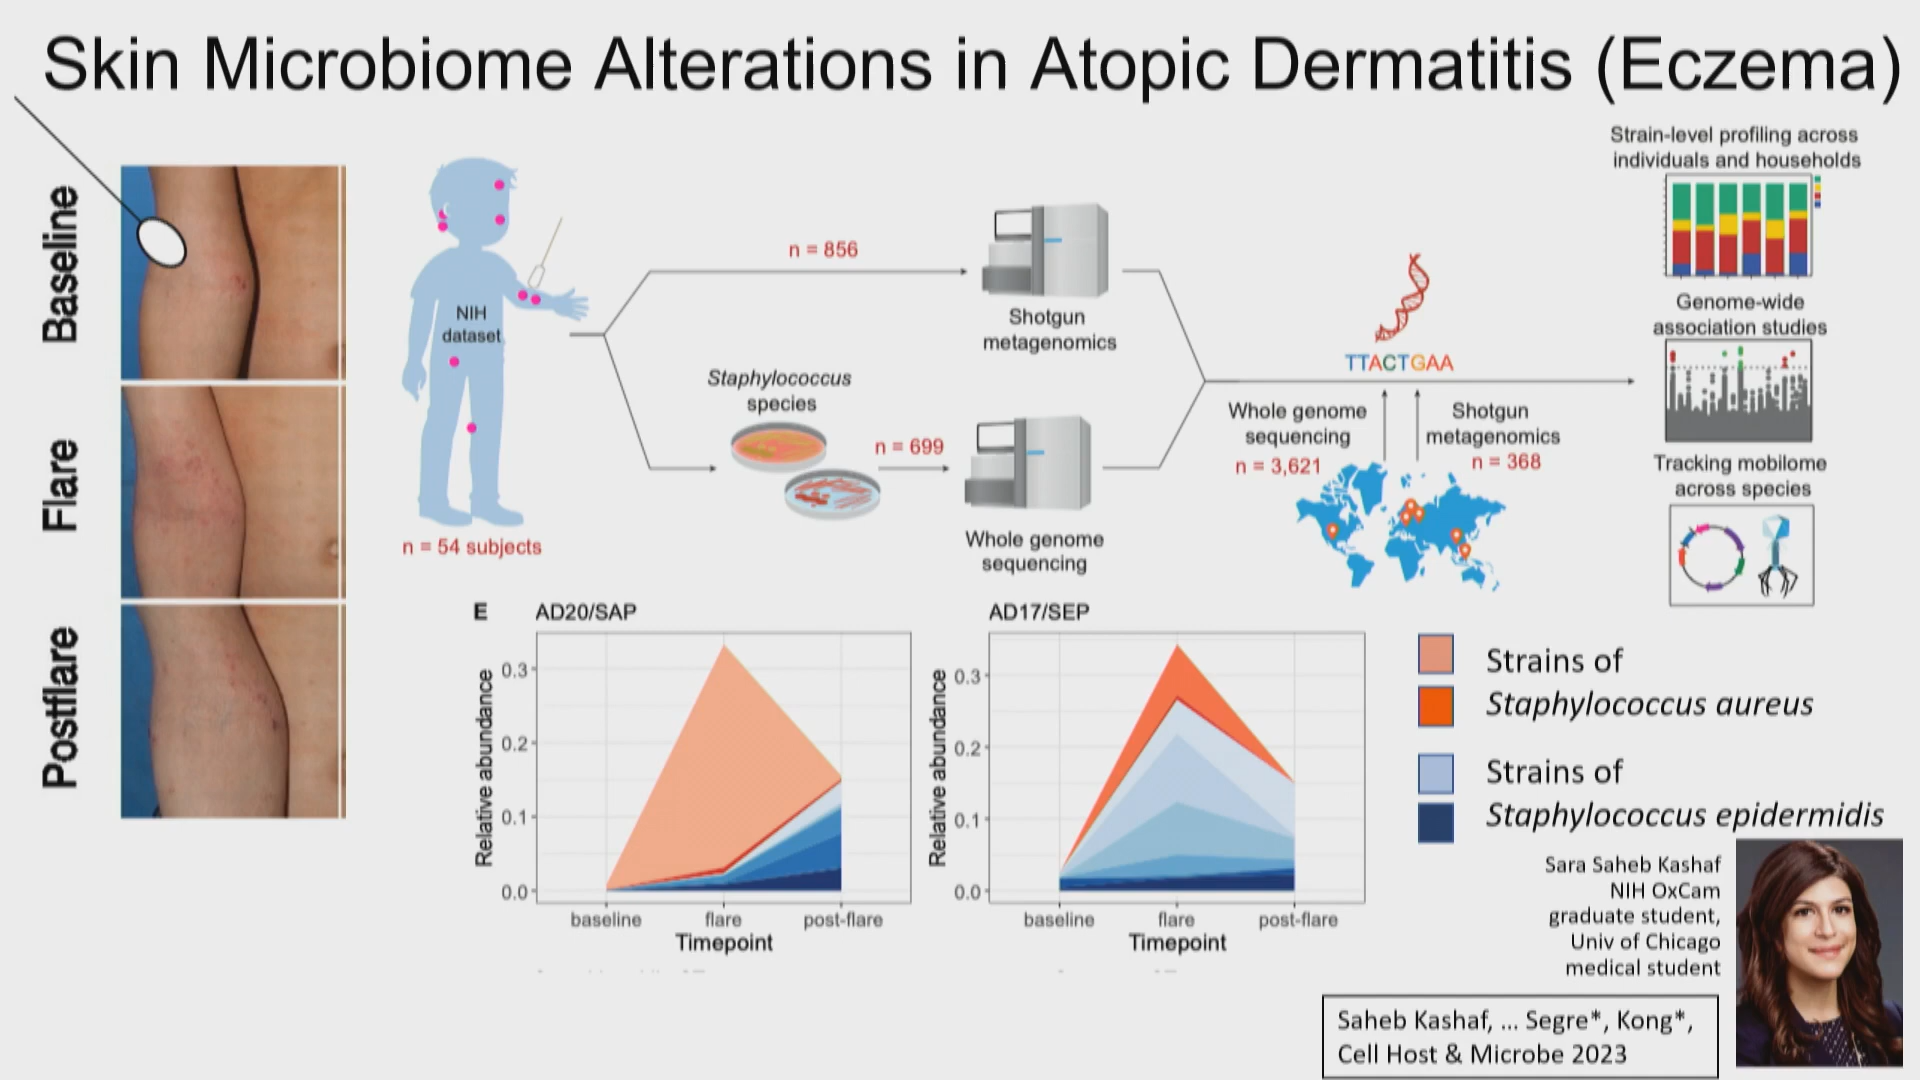 Skin Microbiome Alterations in Atopic Dermatitis (Eczema)
Baseline
Flare
Postflare
NIH
dataset
n = 54 subjects
n = 856
Shotgun
metagenomics
Staphylococcus
species
n = 699
Whole genome
sequencing
TTACTGAA
Whole genome
sequencing
n = 3,621
Shotgun
metagenomics
n = 368
Strain-level profiling across
individuals and households
Genome-wide
association studies
Tracking mobilome
across species
E
AD20/SAP
Relative abundance
0.3
0.2
0.1
0.0
baseline
flare
post-flare
Timepoint
AD17/SEP
Relative abundance
0.3
0.2
0.1
0.0
baseline
flare
post-flare
Timepoint
Strains of
Staphylococcus aureus
Strains of
Staphylococcus epidermidis
Sara Saheb Kashaf
NIH OxCam
graduate student,
Univ of Chicago
medical student
Saheb Kashaf, ... Segre*, Kong*,
Cell Host & Microbe 2023